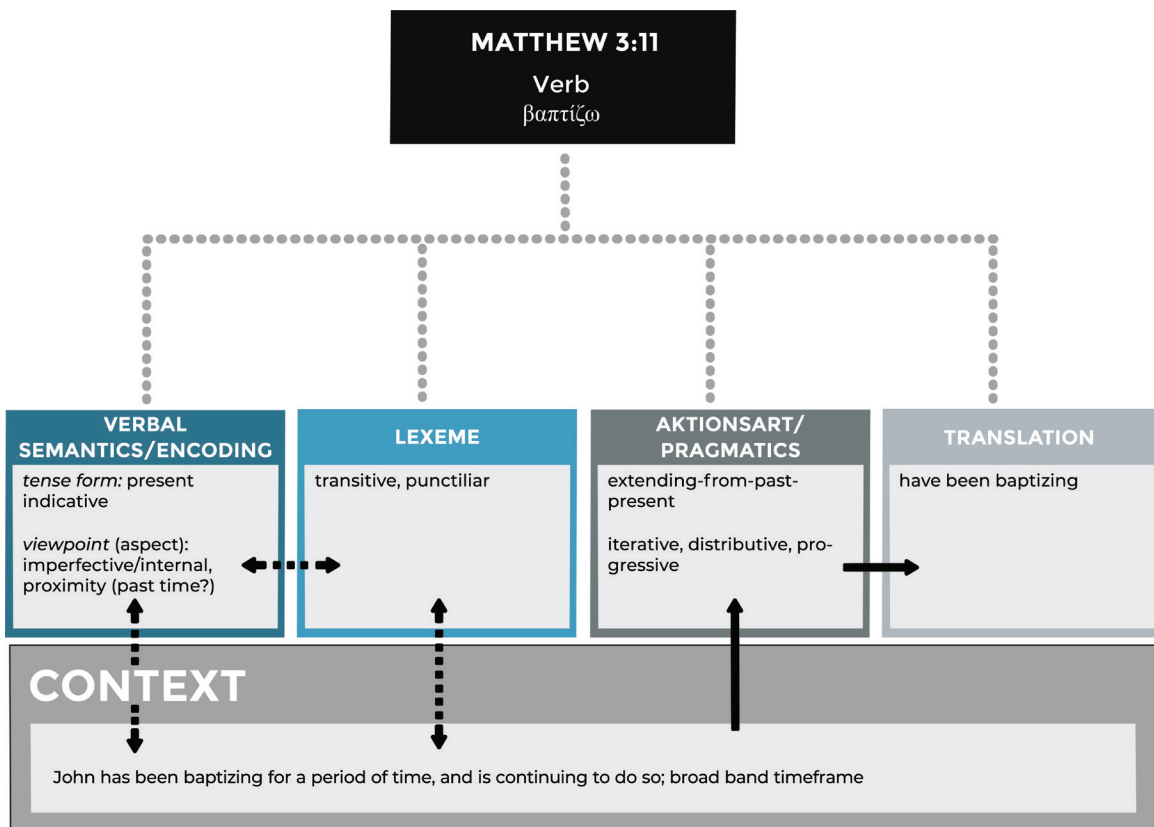 MATTHEW 3:11
Verb
βαπτίζω
VERBAL
SEMANTICS/ENCODING
tense form: present
indicative
viewpoint (aspect):
imperfective/internal,
proximity (past time?)
LEXEME
transitive, punctiliar
AKTIONSART/
PRAGMATICS
extending-from-past-
present
iterative, distributive, pro-
gressive
TRANSLATION
have been baptizing
CONTEXT
John has been baptizing for a period of time, and is continuing to do so; broad band timeframe